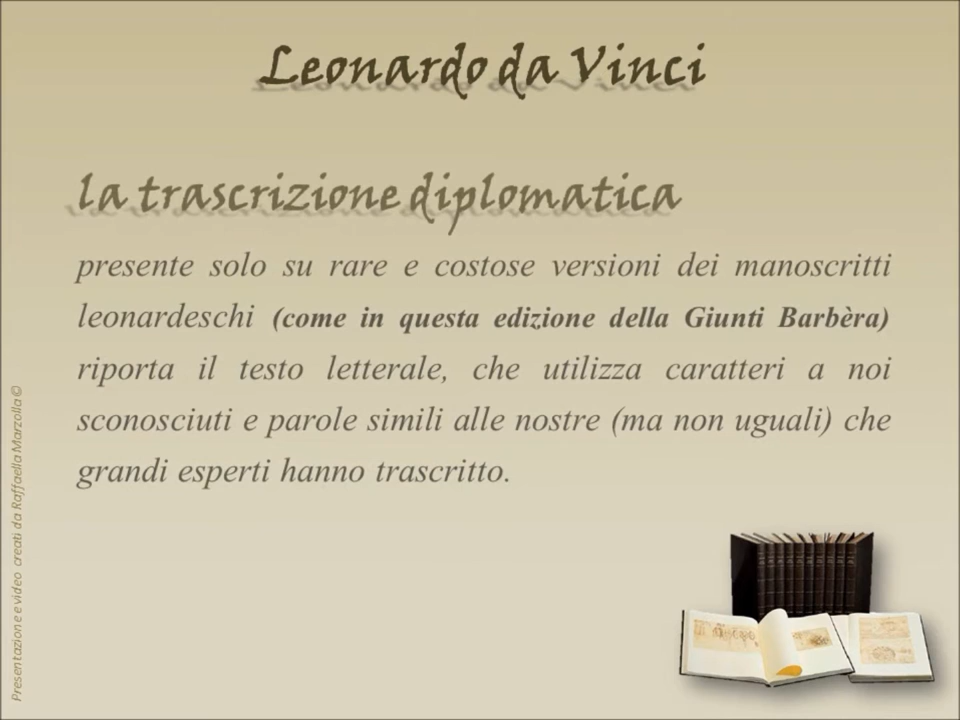 Leonardo da Vinci
la trascrizione diplomatica
presente solo su rare e costose versioni dei manoscritti
leonardeschi (come in questa edizione della Giunti Barbèra)
riporta il testo letterale, che utilizza caratteri a noi
sconosciuti e parole simili alle nostre (ma non uguali) che
grandi esperti hanno trascritto.
Presentazione e video creati da Raffaella Marzolla ©